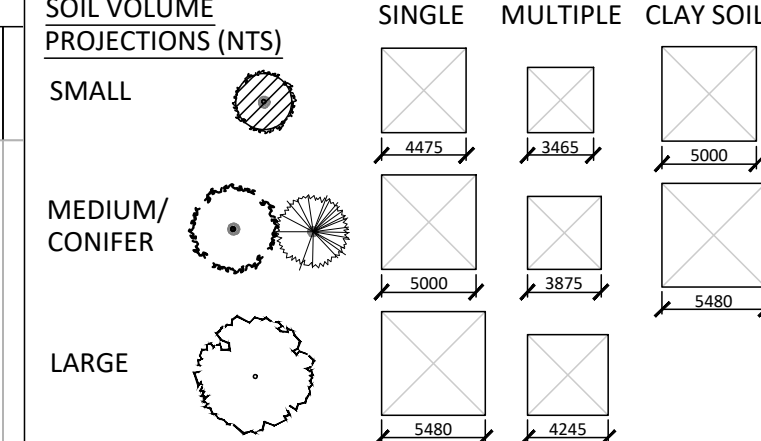 SOIL VOLUME
PROJECTIONS (NTS)
SINGLE MULTIPLE CLAY SOIL
SMALL
4475 3465 5000
MEDIUM/
CONIFER
5000 3875 5480
LARGE
5480 4245